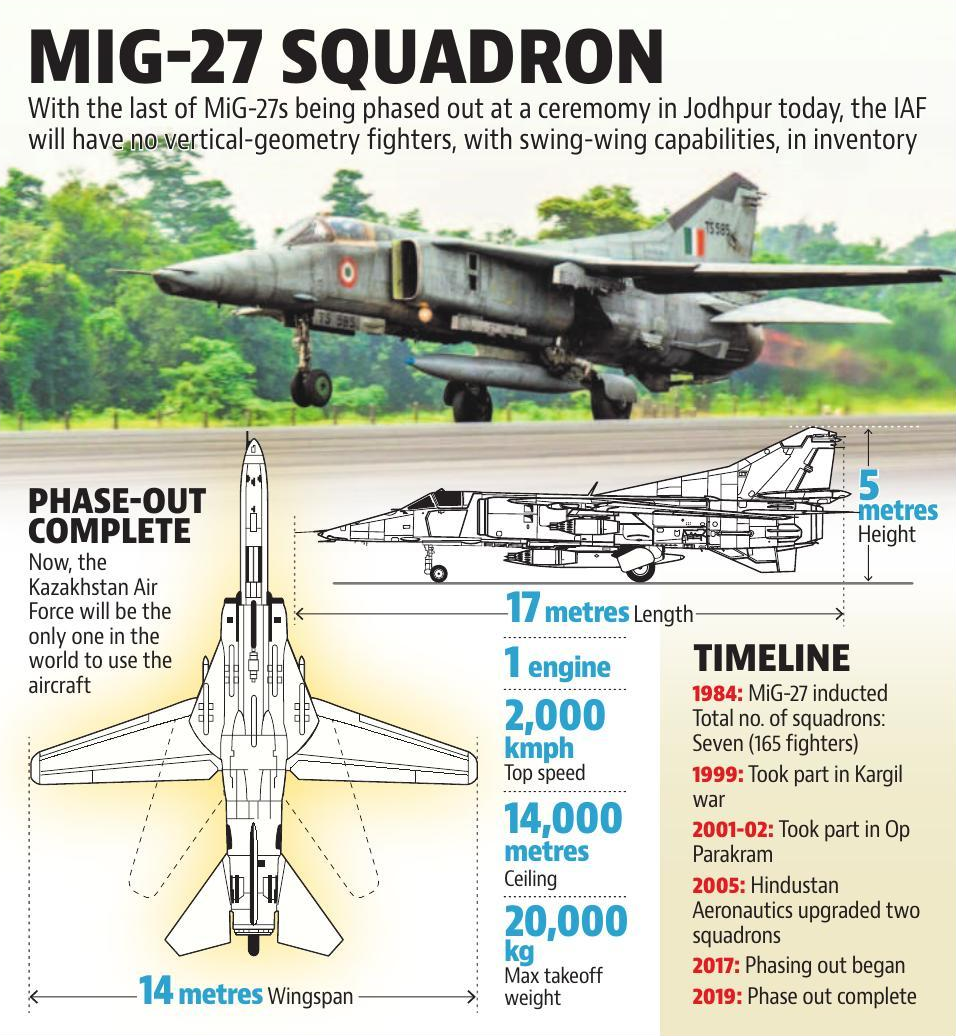 MIG-27 SQUADRON
With the last of MiG-27s being phased out at a ceremomy in Jodhpur today, the IAF
will have no vertical-geometry fighters, with swing-wing capabilities, in inventory
TS 585
TS 585
PHASE-OUT
COMPLETE
Now, the
Kazakhstan Air
Force will be the
only one in the
world to use the
aircraft
5
metres
Height
17 metres Length
1 engine
2,000
kmph
Top speed
14,000
metres
Ceiling
20,000
kg
Max takeoff
weight
14 metres Wingspan
TIMELINE
1984: MiG-27 inducted
Total no. of squadrons:
Seven (165 fighters)
1999: Took part in Kargil
war
2001-02: Took part in Op
Parakram
2005: Hindustan
Aeronautics upgraded two
squadrons
2017: Phasing out began
2019: Phase out complete